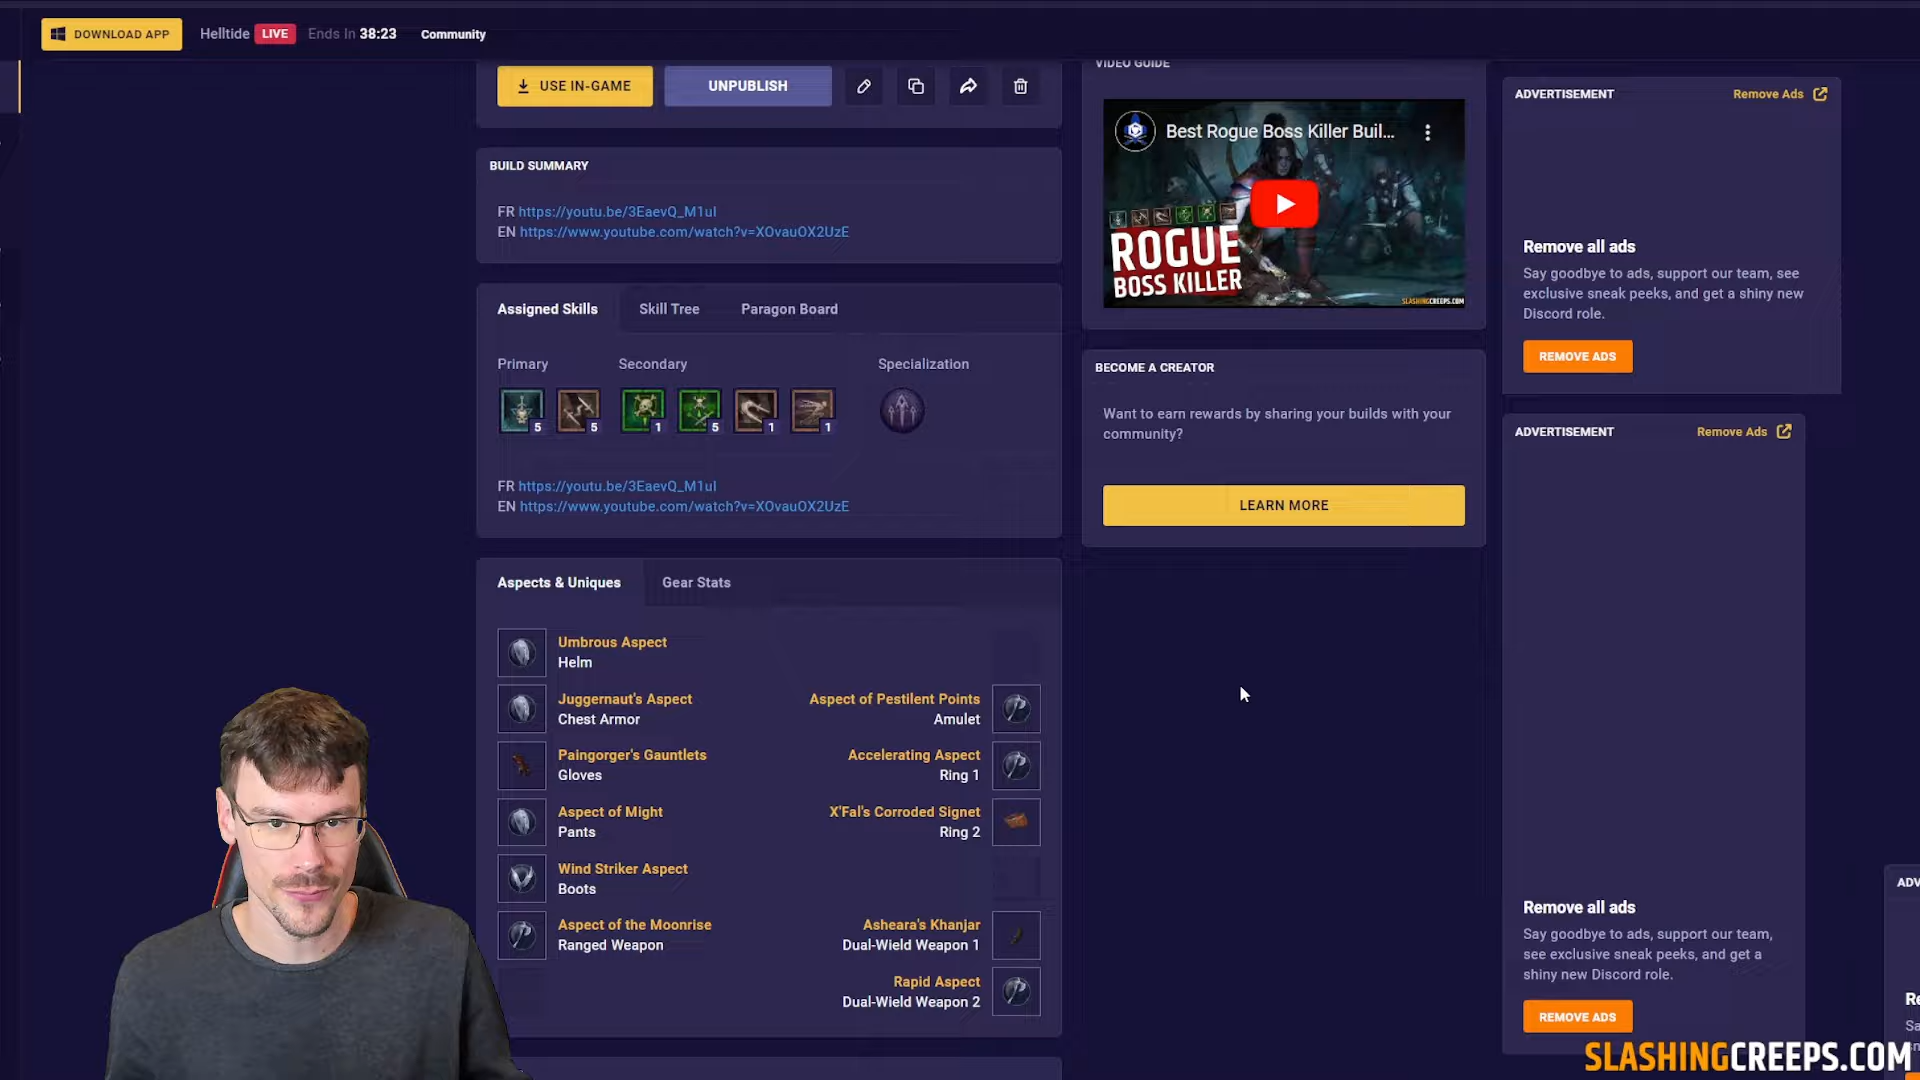 DOWNLOAD APP
Helltide LIVE Ends In 38:23 Community
USE IN-GAME
UNPUBLISH
BUILD SUMMARY
FR https://youtu.be/3EaevQ_M1uI
EN https://www.youtube.com/watch?v=XOvauOX2UzE
Assigned Skills
Skill Tree
Paragon Board
Primary
Secondary
Specialization
5
5
1
5
1
1
FR https://youtu.be/3EaevQ_M1uI
EN https://www.youtube.com/watch?v=XOvauOX2UzE
Aspects & Uniques
Gear Stats
Umbrous Aspect
Helm
Juggernaut's Aspect
Chest Armor
Aspect of Pestilent Points
Amulet
Paingorger's Gauntlets
Gloves
Accelerating Aspect
Ring 1
Aspect of Might
Pants
X'Fal's Corroded Signet
Ring 2
Wind Striker Aspect
Boots
Aspect of the Moonrise
Ranged Weapon
Asheara's Khanjar
Dual-Wield Weapon 1
Rapid Aspect
Dual-Wield Weapon 2
VIDEO GUIDE
Best Rogue Boss Killer Buil...
ROGUE
BOSS KILLER
SLASHINGCREEPS.COM
BECOME A CREATOR
Want to earn rewards by sharing your builds with your
community?
LEARN MORE
ADVERTISEMENT
Remove Ads
Remove all ads
Say goodbye to ads, support our team, see
exclusive sneak peeks, and get a shiny new
Discord role.
REMOVE ADS
ADVERTISEMENT
Remove Ads
Remove all ads
Say goodbye to ads, support our team,
see exclusive sneak peeks, and get a
shiny new Discord role.
REMOVE ADS
ADV
Re
Sa
SLASHINGCREEPS.COM